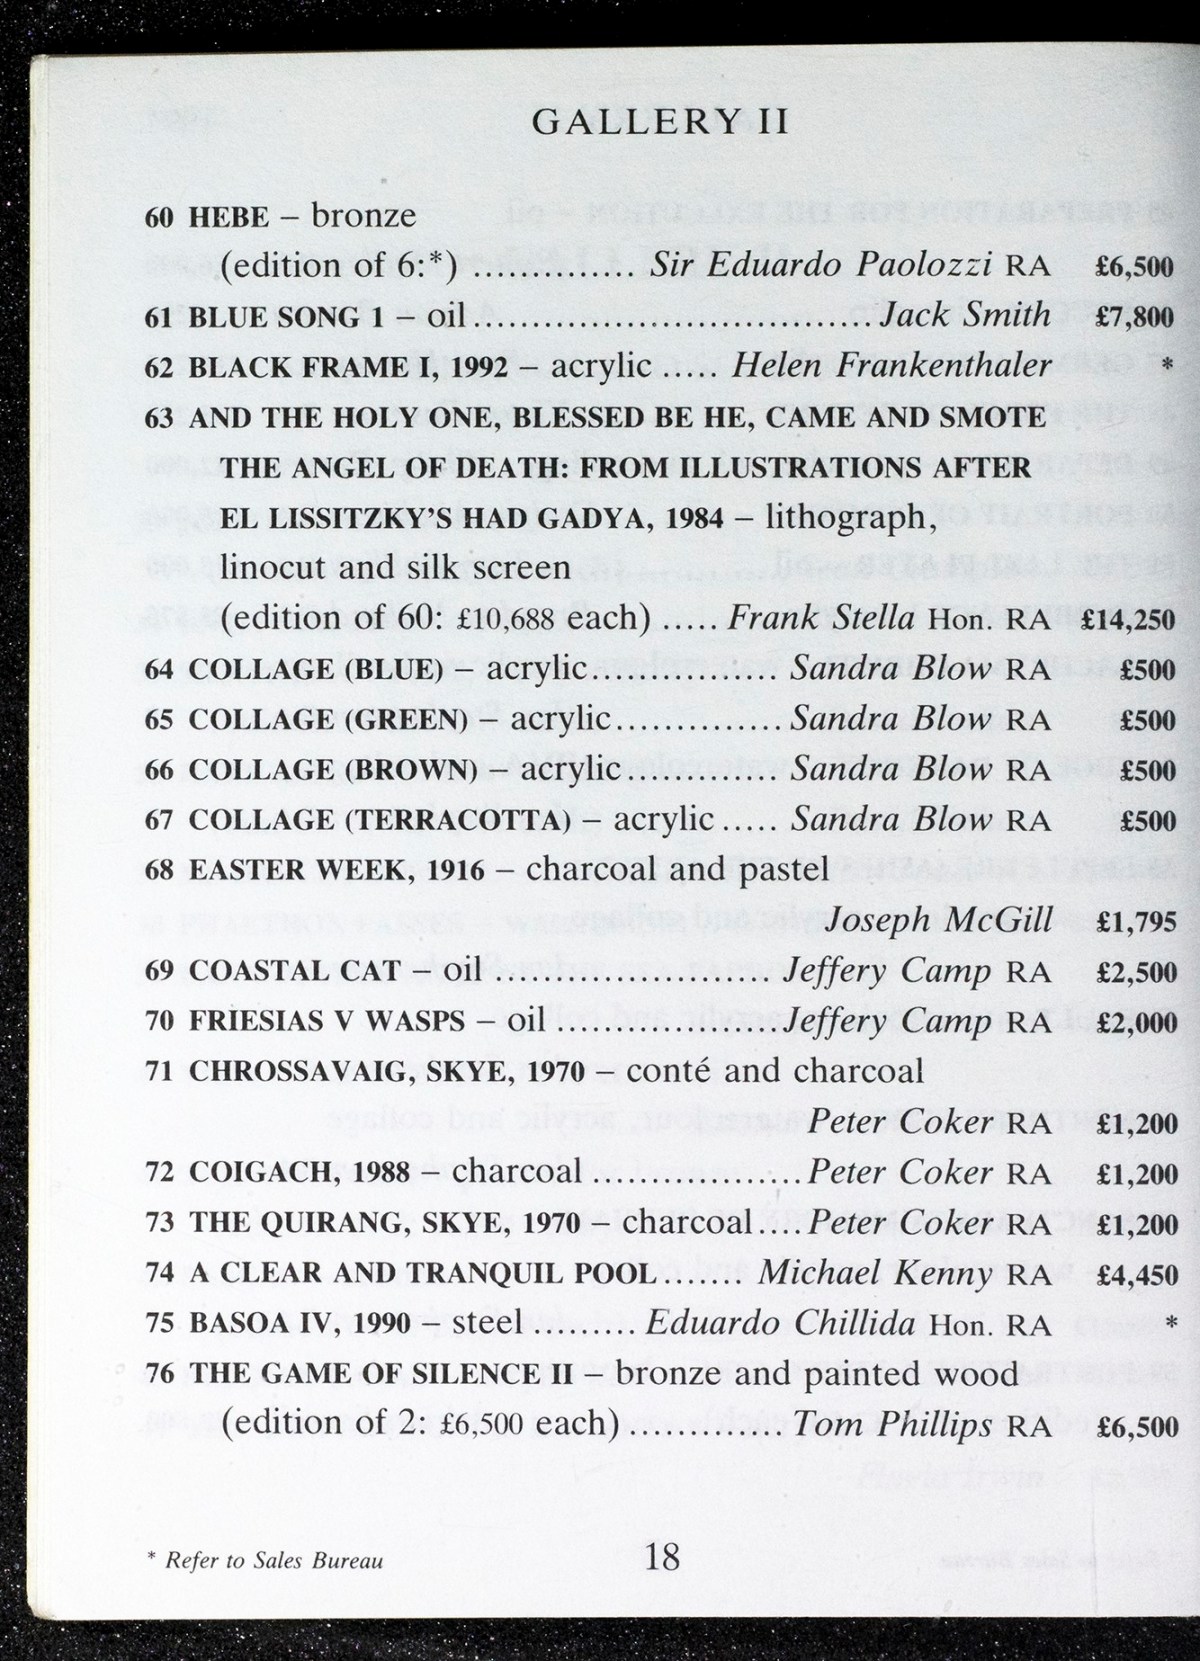 GALLERY II
60 HEBE – bronze
(edition of 6:*) .............. Sir Eduardo Paolozzi RA £6,500
61 BLUE SONG 1 – oil.................................. Jack Smith £7,800
62 BLACK FRAME I, 1992 – acrylic ..... Helen Frankenthaler *
63 AND THE HOLY ONE, BLESSED BE HE, CAME AND SMOTE
THE ANGEL OF DEATH: FROM ILLUSTRATIONS AFTER
EL LISSITZKY'S HAD GADYA, 1984 – lithograph,
linocut and silk screen
(edition of 60: £10,688 each) ..... Frank Stella Hon. RA £14,250
64 COLLAGE (BLUE) – acrylic................ Sandra Blow RA £500
65 COLLAGE (GREEN) – acrylic.............. Sandra Blow RA £500
66 COLLAGE (BROWN) – acrylic............. Sandra Blow RA £500
67 COLLAGE (TERRACOTTA) – acrylic ..... Sandra Blow RA £500
68 EASTER WEEK, 1916 – charcoal and pastel
Joseph McGill £1,795
69 COASTAL CAT – oil ....................... Jeffery Camp RA £2,500
70 FRIESIAS V WASPS – oil ................... Jeffery Camp RA £2,000
71 CHROSSAVAIG, SKYE, 1970 – conté and charcoal
Peter Coker RA £1,200
72 COIGACH, 1988 – charcoal .................. Peter Coker RA £1,200
73 THE QUIRANG, SKYE, 1970 – charcoal.... Peter Coker RA £1,200
74 A CLEAR AND TRANQUIL POOL....... Michael Kenny RA £4,450
75 BASOA IV, 1990 – steel ......... Eduardo Chillida Hon. RA *
76 THE GAME OF SILENCE II – bronze and painted wood
(edition of 2: £6,500 each)............. Tom Phillips RA £6,500
* Refer to Sales Bureau
18